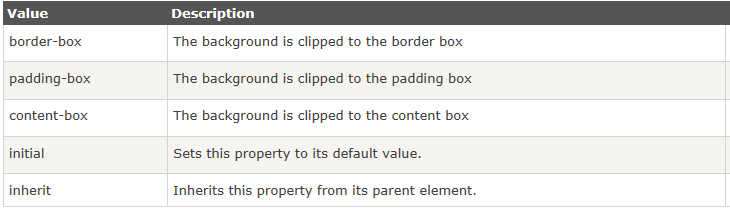 Value Description
border-box The background is clipped to the border box
padding-box The background is clipped to the padding box
content-box The background is clipped to the content box
initial Sets this property to its default value.
inherit Inherits this property from its parent element.